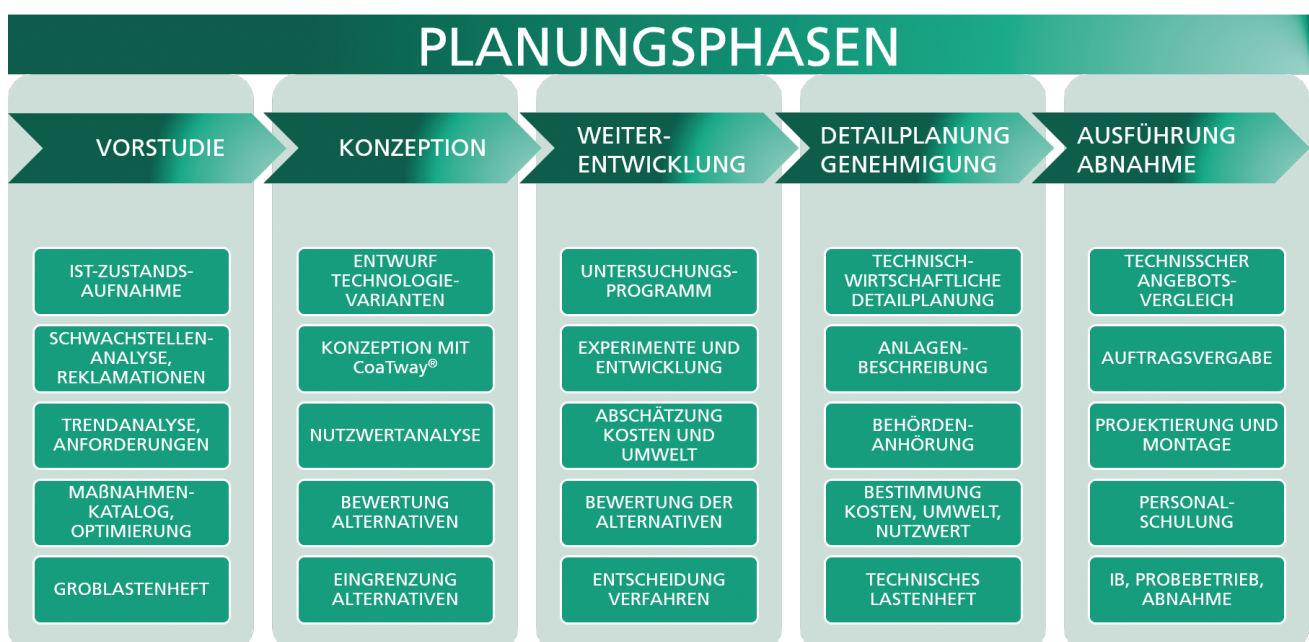 PLANUNGSPHASEN
VORSTUDIE
IST-ZUSTANDS-
AUFNAHME
SCHWACHSTELLEN-
ANALYSE,
REKLAMATIONEN
TRENDANALYSE,
ANFORDERUNGEN
MAßNAHMEN-
KATALOG,
OPTIMIERUNG
GROBLASTENHEFT
KONZEPTION
ENTWURF
TECHNOLOGIE-
VARIANTEN
KONZEPTION MIT
CoaTway®
NUTZWERTANALYSE
BEWERTUNG
ALTERNATIVEN
EINGRENZUNG
ALTERNATIVEN
WEITER-
ENTWICKLUNG
UNTERSUCHUNGS-
PROGRAMM
EXPERIMENTE UND
ENTWICKLUNG
ABSCHÄTZUNG
KOSTEN UND
UMWELT
BEWERTUNG DER
ALTERNATIVEN
ENTSCHEIDUNG
VERFAHREN
DETAILPLANUNG
GENEHMIGUNG
TECHNISCH-
WIRTSCHAFTLICHE
DETAILPLANUNG
ANLAGEN-
BESCHREIBUNG
BEHÖRDEN-
ANHÖRUNG
BESTIMMUNG
KOSTEN, UMWELT,
NUTZWERT
TECHNISCHES
LASTENHEFT
AUSFÜHRUNG
ABNAHME
TECHNISSCHER
ANGEBOTS-
VERGLEICH
AUFTRAGSVERGABE
PROJEKTIERUNG UND
MONTAGE
PERSONAL-
SCHULUNG
IB, PROBEBETRIEB,
ABNAHME